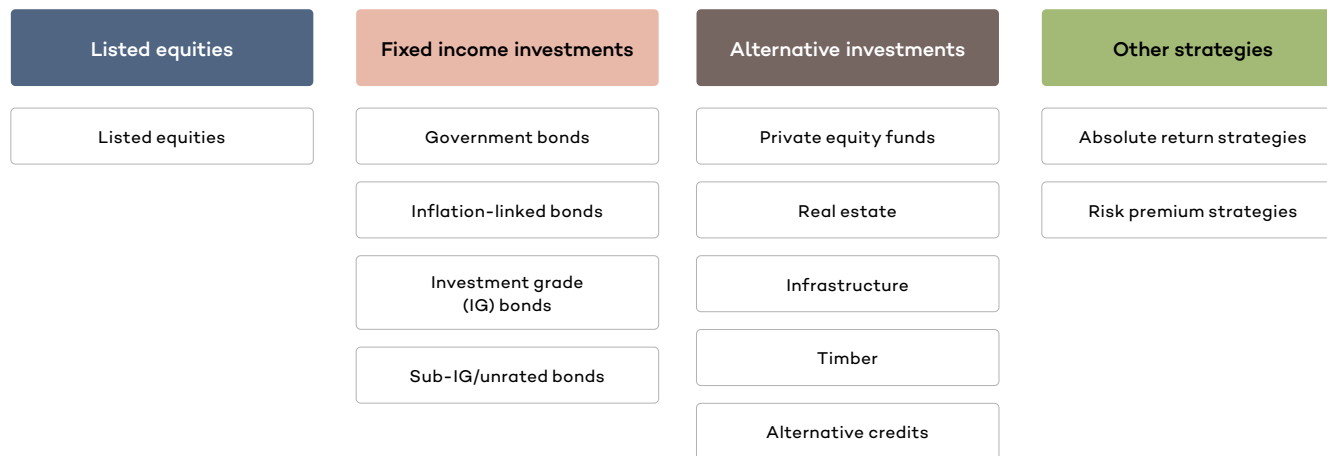 Listed equities
Listed equities
Fixed income investments
Government bonds
Inflation-linked bonds
Investment grade
(IG) bonds
Sub-IG/unrated bonds
Alternative investments
Private equity funds
Real estate
Infrastructure
Timber
Alternative credits
Other strategies
Absolute return strategies
Risk premium strategies